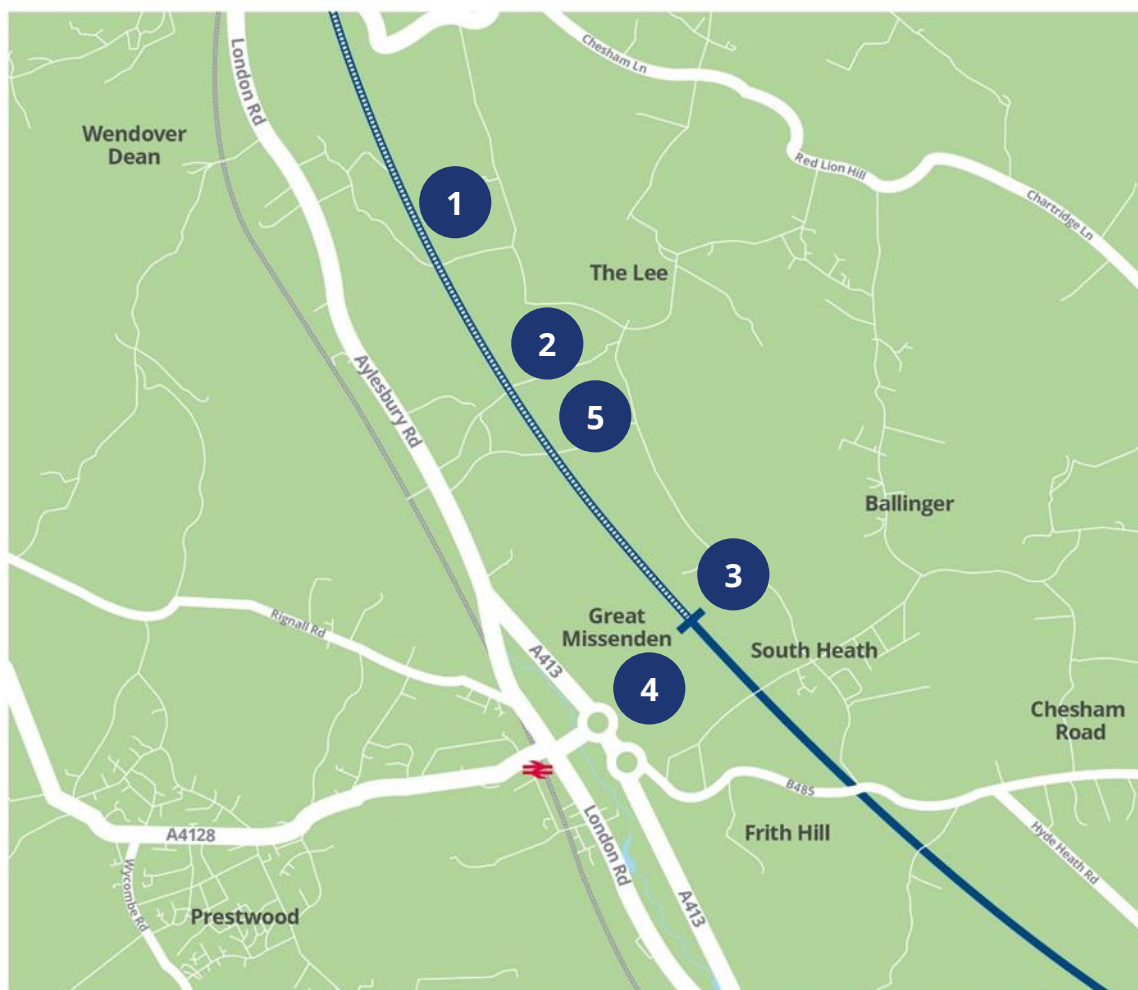 Chesham Ln
London Rd
Wendover
Dean
Red Lion Hill
1
Chartridge Ln
The Lee
2
Aylesbury Rd
5
Ballinger
3
Rignall Rd
Great
Missenden
South Heath
A413
4
Chesham
Road
B485
A4128
London Rd
Frith Hill
Hyde Heath Rd
Wycombe Rd
Prestwood
A413